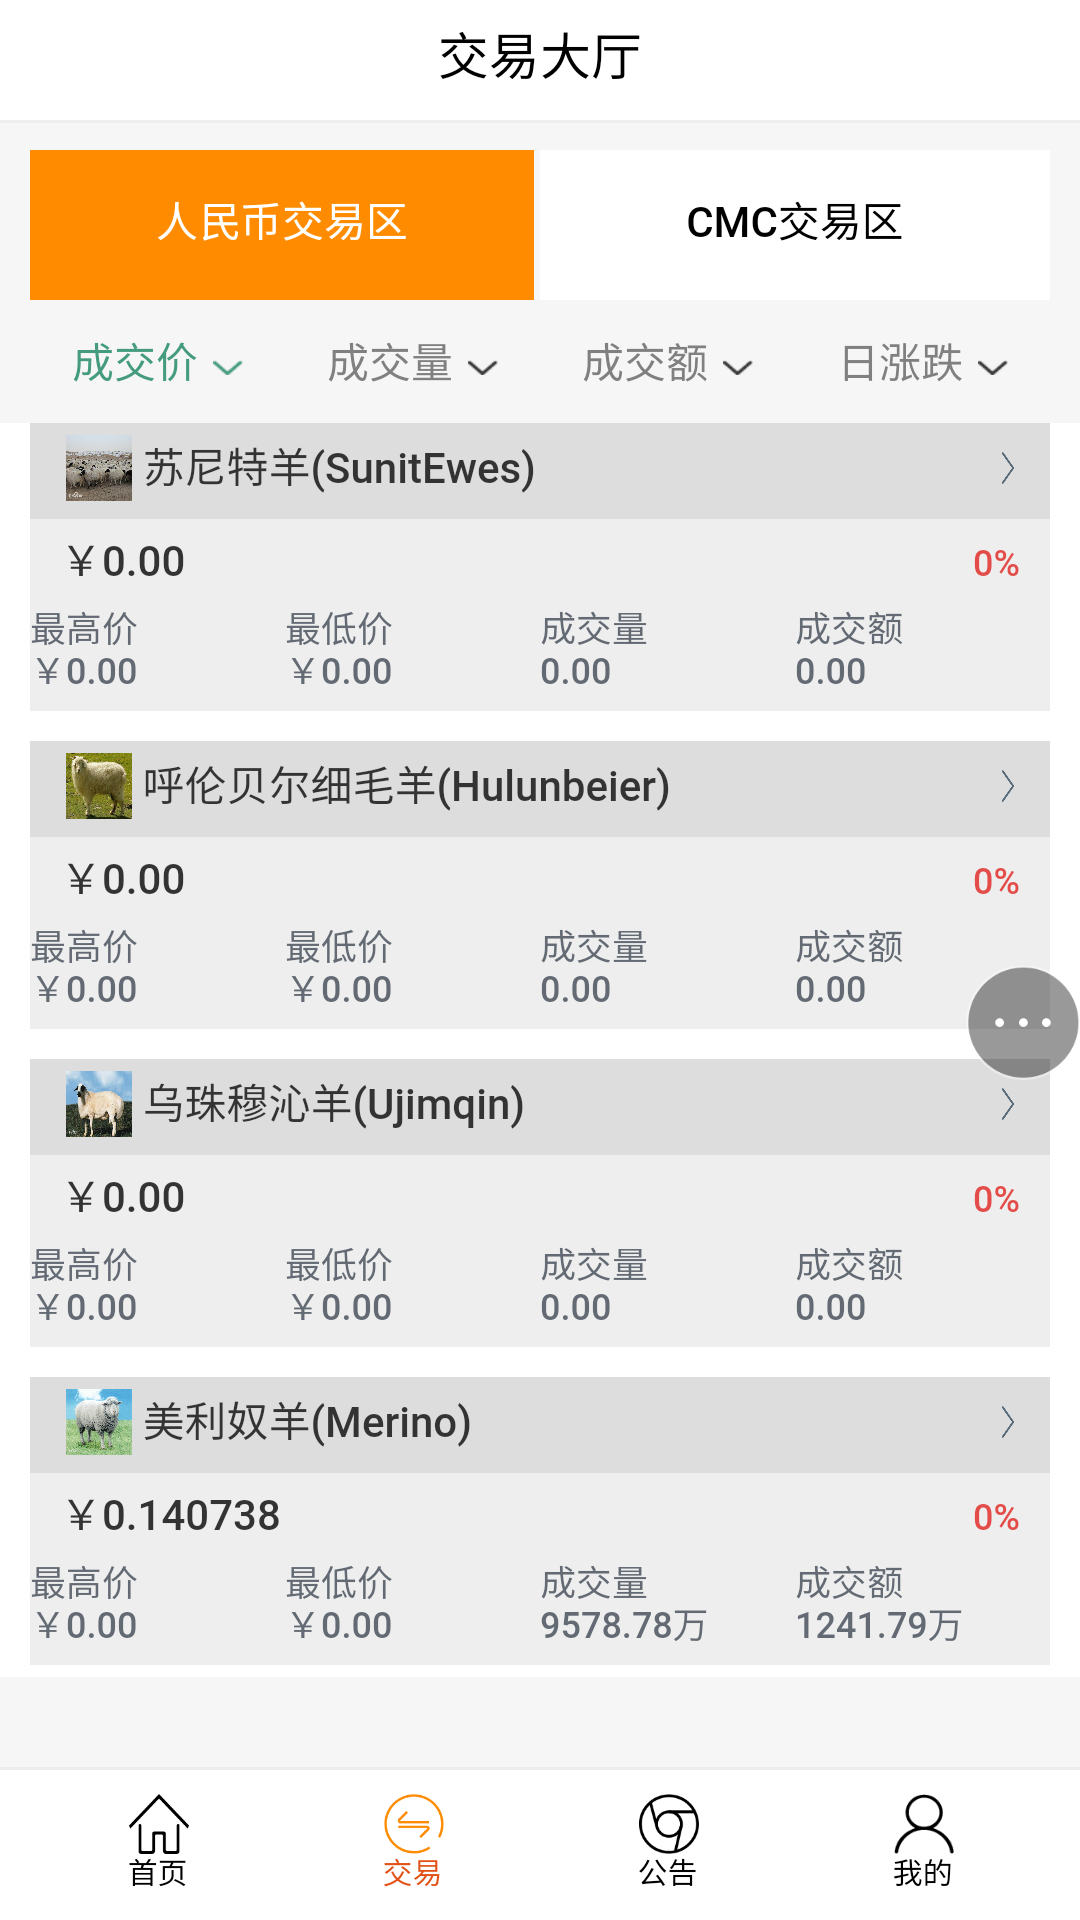 交易大厅
人民币交易区 CMC交易区
成交价 成交量 成交额 日涨跌
苏尼特羊(SunitEwes)
￥0.00 0%
最高价 最低价 成交量 成交额
￥0.00 ￥0.00 0.00 0.00
呼伦贝尔细毛羊(Hulunbeier)
￥0.00 0%
最高价 最低价 成交量 成交额
￥0.00 ￥0.00 0.00 0.00
乌珠穆沁羊(Ujimqin)
￥0.00 0%
最高价 最低价 成交量 成交额
￥0.00 ￥0.00 0.00 0.00
美利奴羊(Merino)
￥0.140738 0%
最高价 最低价 成交量 成交额
￥0.00 ￥0.00 9578.78万 1241.79万
首页 交易 公告 我的